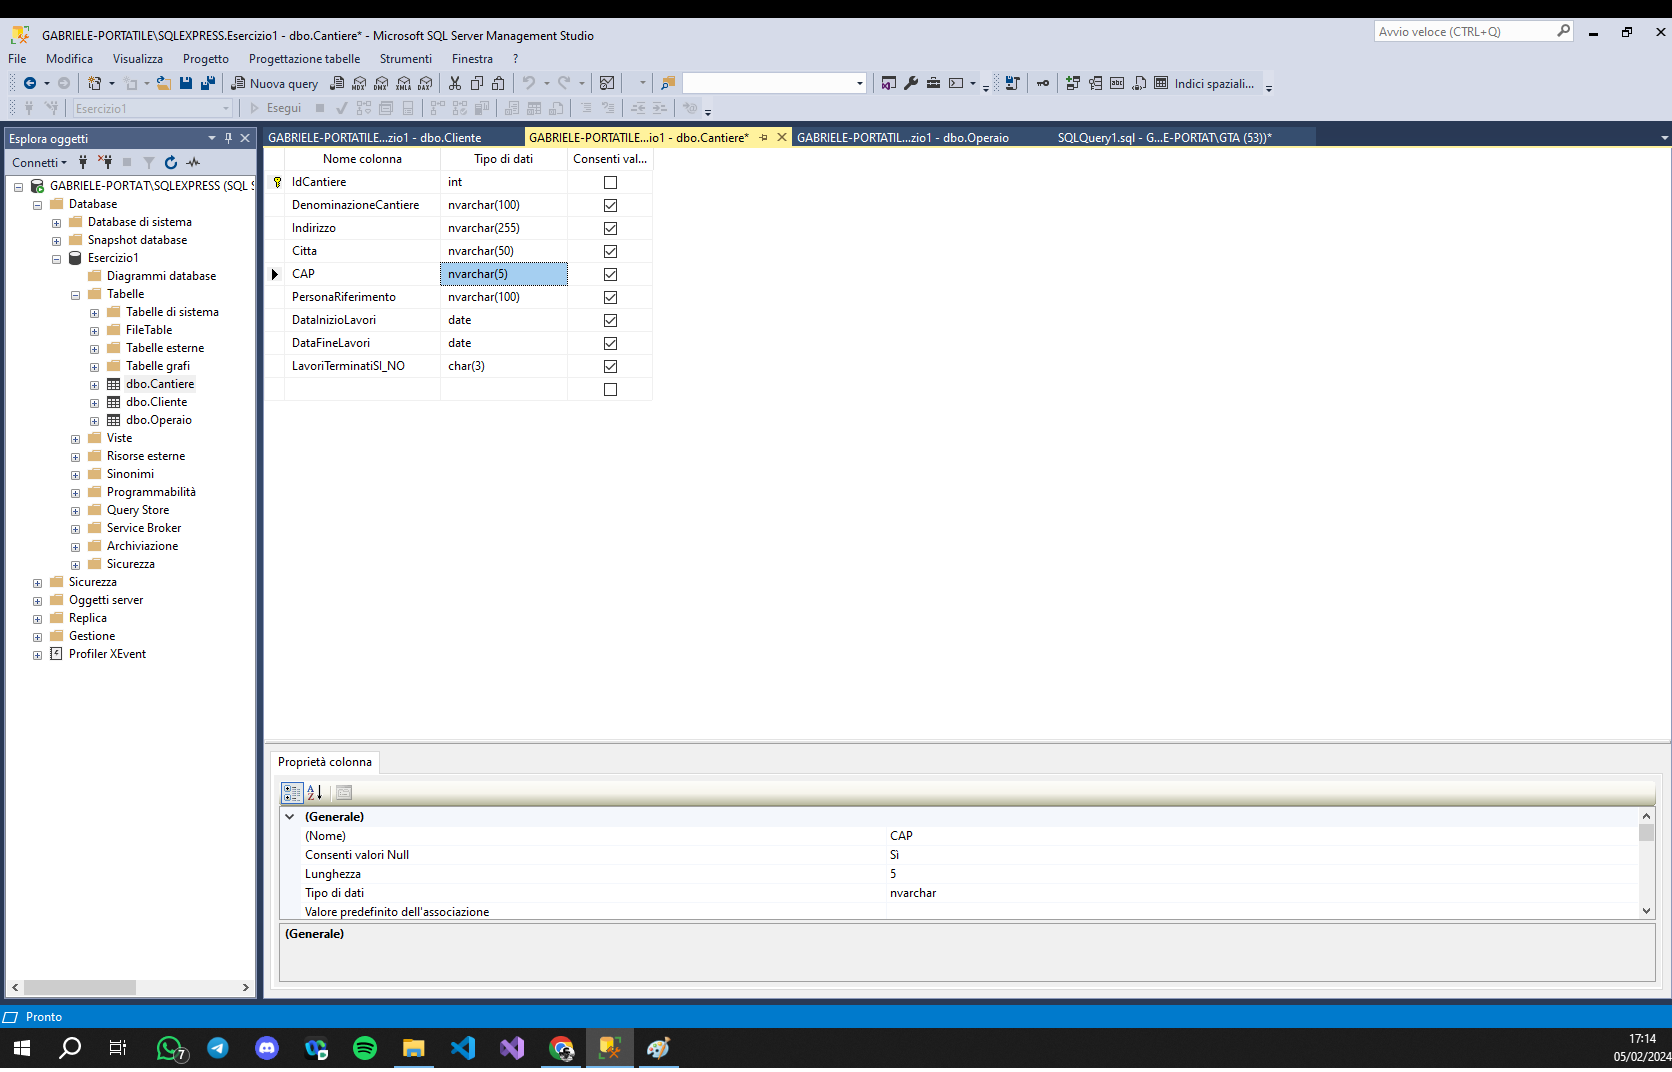 GABRIELE-PORTATILE\SQLEXPRESS.Esercizio1 - dbo.Cantiere* - Microsoft SQL Server Management Studio
Avvio veloce (CTRL+Q)
File Modifica Visualizza Progetto Progettazione tabelle Strumenti Finestra ?
Nuova query MDX DMX XMLA DAX Indici spaziali...
Esercizio1 Esegui
Esplora oggetti
GABRIELE-PORTATILE...zio1 - dbo.Cliente GABRIELE-PORTATILE...io1 - dbo.Cantiere* GABRIELE-PORTATIL...zio1 - dbo.Operaio SQLQuery1.sql - G...E-PORTAT\GTA (53))*
Connetti
GABRIELE-PORTAT\SQLEXPRESS (SQL S
Database
Database di sistema
Snapshot database
Esercizio1
Diagrammi database
Tabelle
Tabelle di sistema
FileTable
Tabelle esterne
Tabelle grafi
dbo.Cantiere
dbo.Cliente
dbo.Operaio
Viste
Risorse esterne
Sinonimi
Programmabilità
Query Store
Service Broker
Archiviazione
Sicurezza
Sicurezza
Oggetti server
Replica
Gestione
Profiler XEvent
Nome colonna Tipo di dati Consenti val...
IdCantiere int
DenominazioneCantiere nvarchar(100)
Indirizzo nvarchar(255)
Citta nvarchar(50)
CAP nvarchar(5)
PersonaRiferimento nvarchar(100)
DataInizioLavori date
DataFineLavori date
LavoriTerminatiSI_NO char(3)
Proprietà colonna
(Generale)
(Nome) CAP
Consenti valori Null Sì
Lunghezza 5
Tipo di dati nvarchar
Valore predefinito dell'associazione
(Generale)
Pronto
7
17:14
05/02/2024